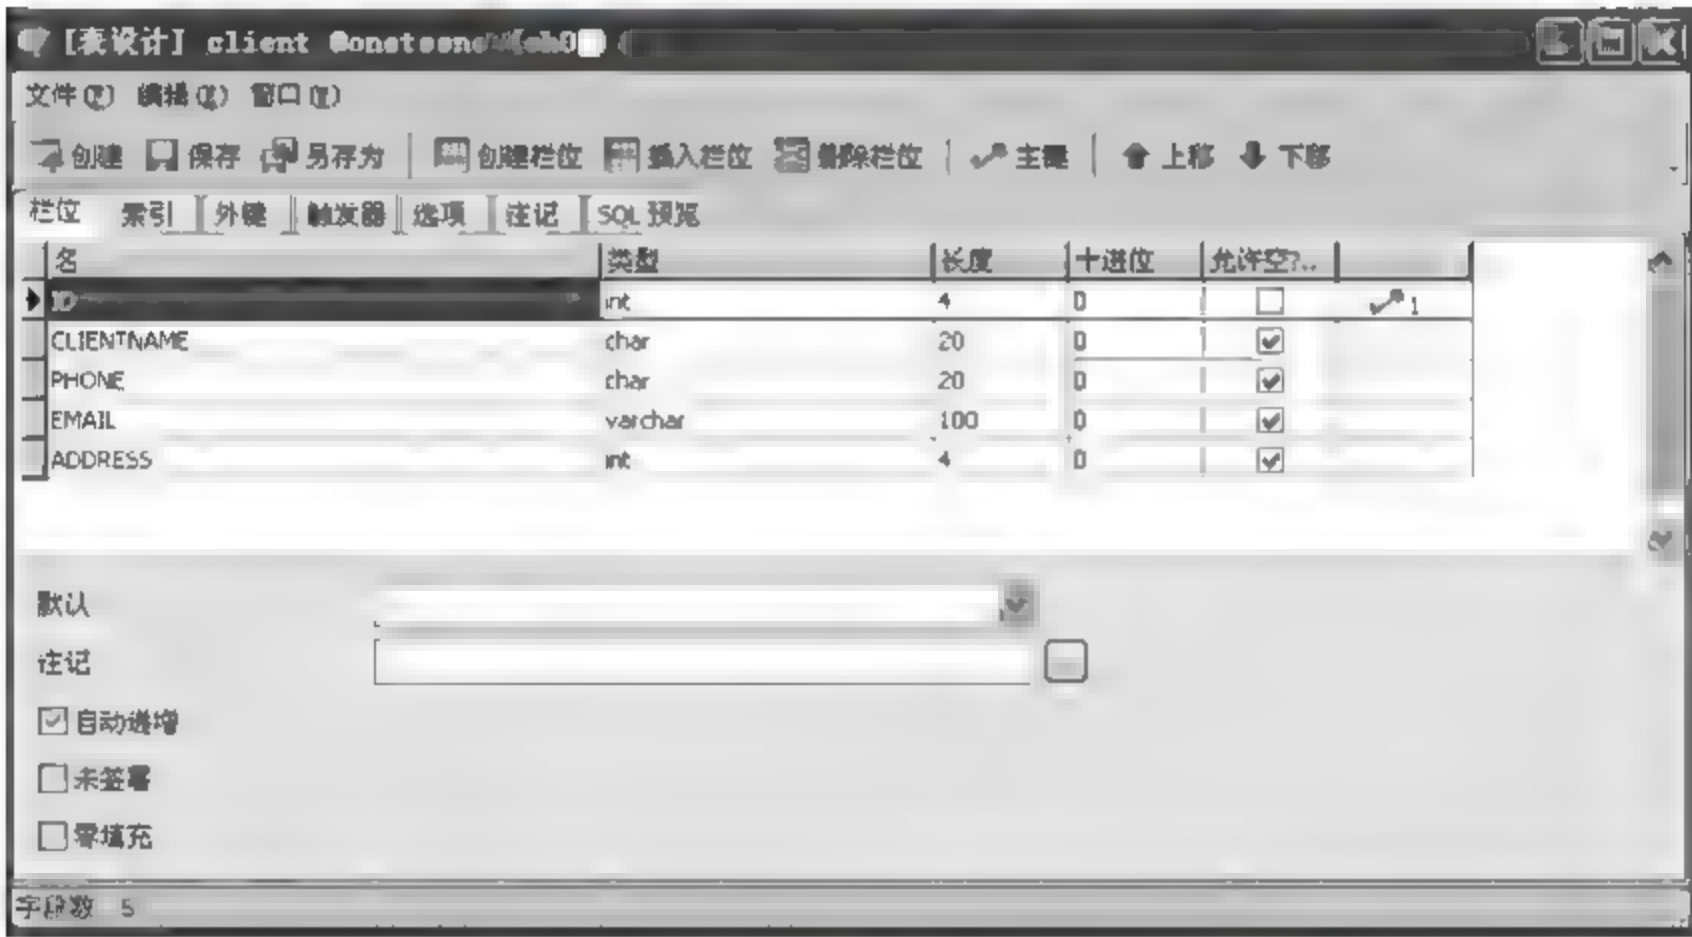 [表设计] client
文件(F) 编辑(E) 窗口(W)
创建 保存 另存为 创建栏位 插入栏位 删除栏位 主键 上移 下移
栏位 索引 外键 触发器 选项 注记 SQL 预览
名 类型 长度 十进位 允许空?..
ID int 4 0 1
CLIENTNAME char 20 0
PHONE char 20 0
EMAIL varchar 100 0
ADDRESS int 4 0
默认
注记
自动递增
未签署
零填充
字段数 5